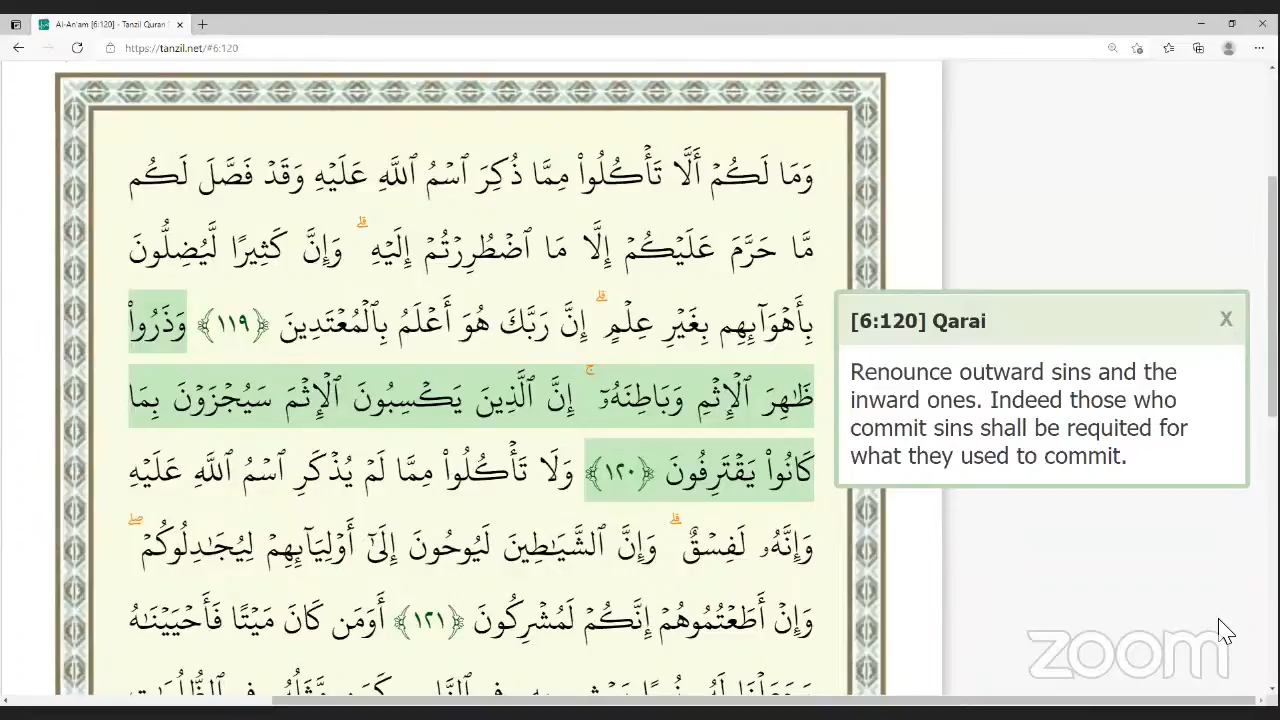 Al-An'am [6:120] - Tanzil Quran
https://tanzil.net/#6:120
وَمَا لَكُمْ أَلَّا تَأْكُلُوا۟ مِمَّا ذُكِرَ ٱسْمُ ٱللَّهِ عَلَيْهِ وَقَدْ فَصَّلَ لَكُم
مَّا حَرَّمَ عَلَيْكُمْ إِلَّا مَا ٱضْطُرِرْتُمْ إِلَيْهِ ۗ وَإِنَّ كَثِيرًا لَّيُضِلُّونَ
بِأَهْوَآئِهِم بِغَيْرِ عِلْمٍ ۗ إِنَّ رَبَّكَ هُوَ أَعْلَمُ بِٱلْمُعْتَدِينَ ﴿١١٩﴾ وَذَرُوا۟
ظَـٰهِرَ ٱلْإِثْمِ وَبَاطِنَهُۥٓ ۚ إِنَّ ٱلَّذِينَ يَكْسِبُونَ ٱلْإِثْمَ سَيُجْزَوْنَ بِمَا
كَانُوا۟ يَقْتَرِفُونَ ﴿١٢٠﴾ وَلَا تَأْكُلُوا۟ مِمَّا لَمْ يُذْكَرِ ٱسْمُ ٱللَّهِ عَلَيْهِ
وَإِنَّهُۥ لَفِسْقٌ ۗ وَإِنَّ ٱلشَّيَـٰطِينَ لَيُوحُونَ إِلَىٰٓ أَوْلِيَآئِهِمْ لِيُجَـٰدِلُوكُمْ ۖ
وَإِنْ أَطَعْتُمُوهُمْ إِنَّكُمْ لَمُشْرِكُونَ ﴿١٢١﴾ أَوَمَن كَانَ مَيْتًا فَأَحْيَيْنَـٰهُ
[6:120] Qarai
X
Renounce outward sins and the
inward ones. Indeed those who
commit sins shall be requited for
what they used to commit.
zoom